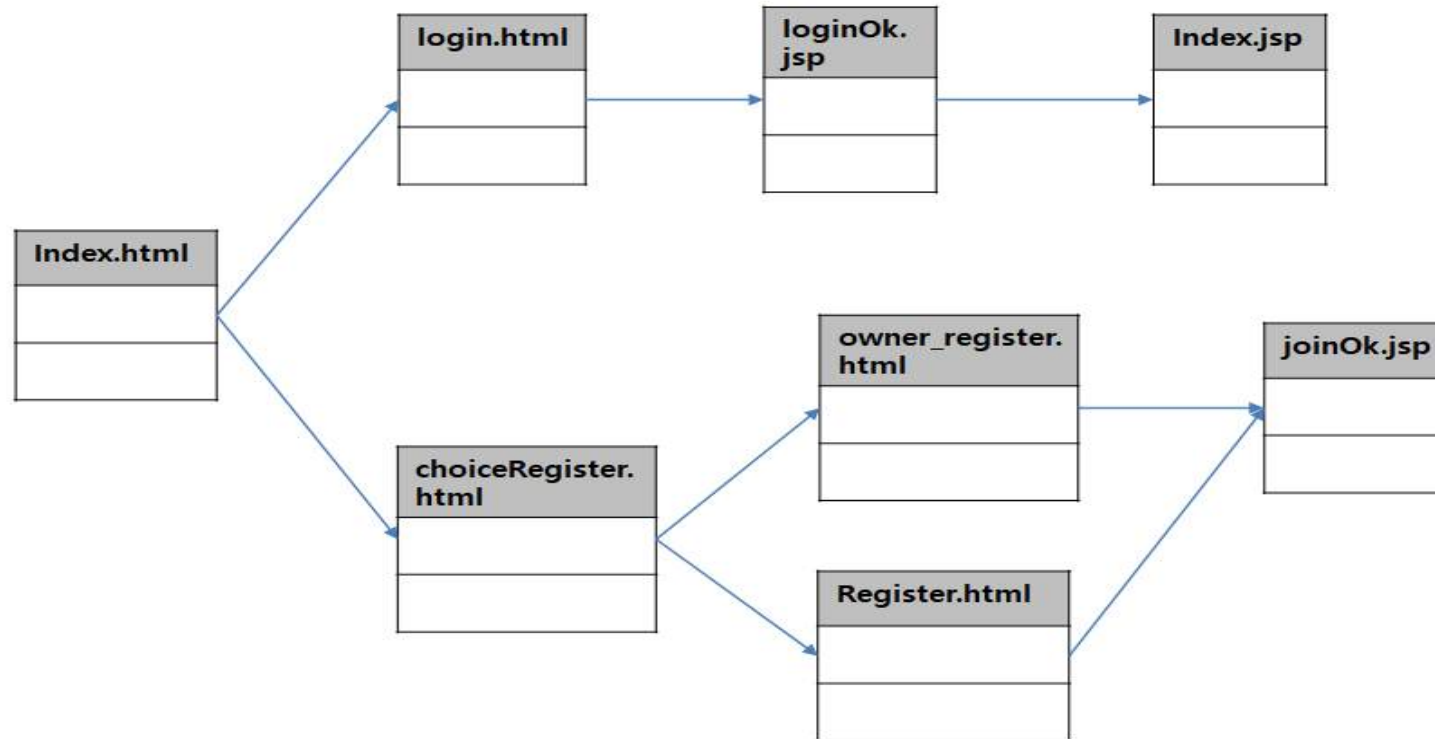 login.html
loginOk.
jsp
Index.jsp
Index.html
owner_register.
html
joinOk.jsp
choiceRegister.
html
Register.html